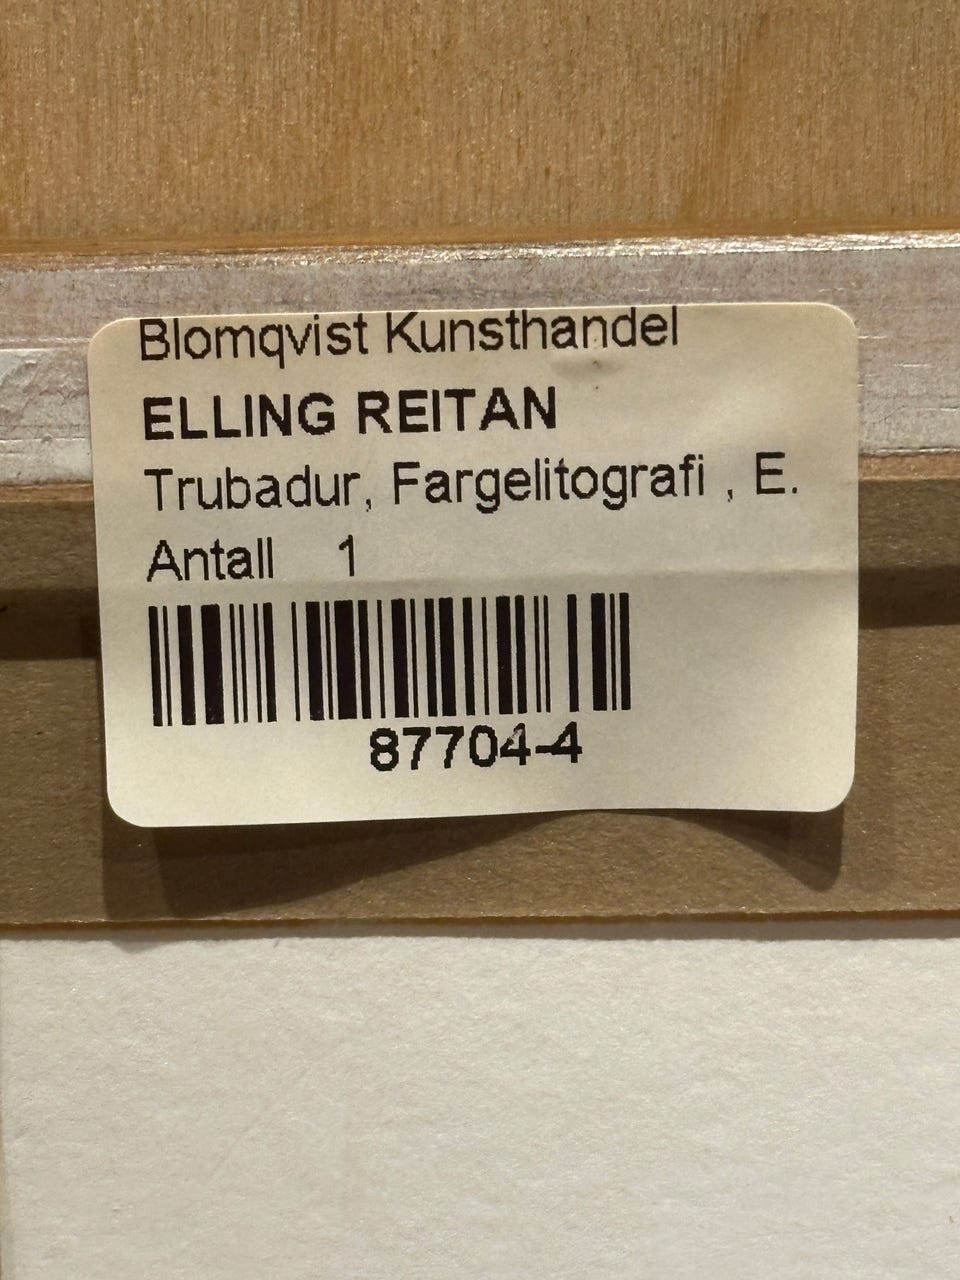 Blomqvist Kunsthandel
ELLING REITAN
Trubadur, Fargelitografi , E.
Antall 1
87704-4